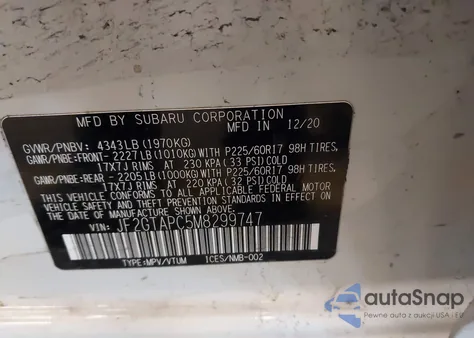 MFD BY SUBARU CORPORATION
MFD IN 12/20
GVWR/PNBV: 4343LB (1970KG)
GAWR/PNBE:FRONT- 2227LB (1010KG)WITH P225/60R17 98H TIRES.
17X7J RIMS AT 230 KPA (33 PSI) COLD
GAWR/PNBE:REAR - 2205LB (1000KG)WITH P225/60R17 98H TIRES.
17X7J RIMS AT 220 KPA (32 PSI) COLD
THIS VEHICLE CONFORMS TO ALL APPLICABLE FEDERAL MOTOR
VEHICLE SAFETY, BUMPER, AND THEFT PREVENTION STANDARDS
IN EFFECT ON THE DATE OF MANUFACTURE SHOWN ABOVE.
VIN: JF2GTAPC5M8299747
TYPE:MPV/VTUM ICES/NMB-002
autoSnap
Pewne auta z aukcji USA i EU